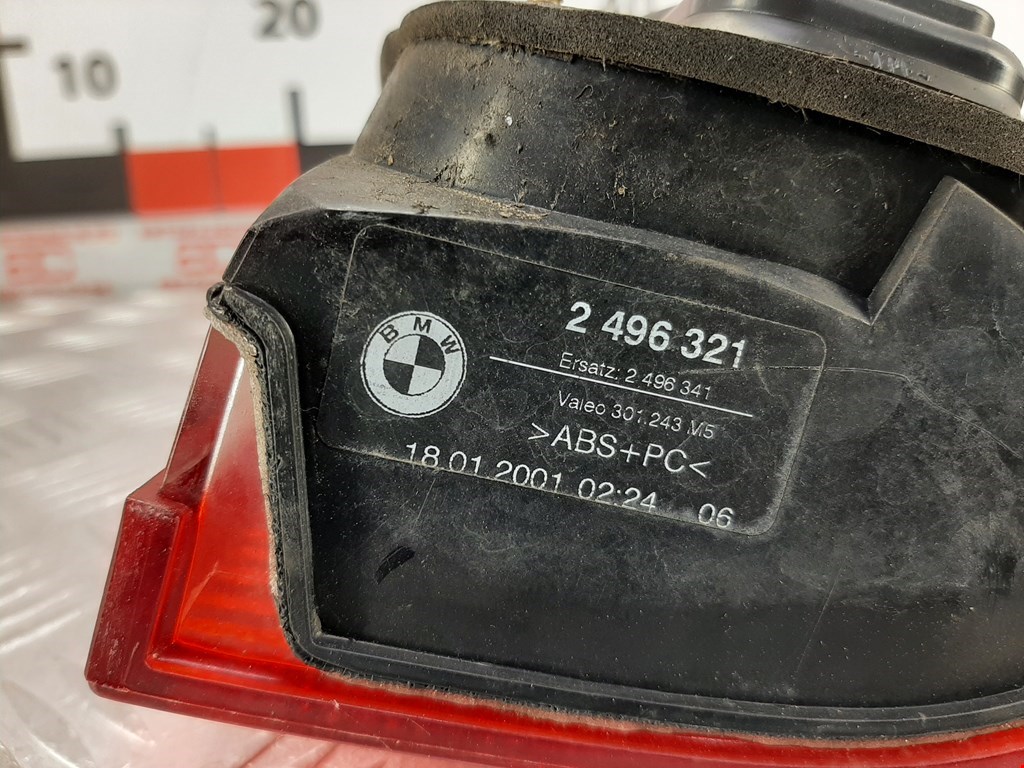 10 20
BMW
2 496 321
Ersatz: 2 496 341
Valeo 301.243 M5
>ABS+PC<
18.01.2001 02:24 06